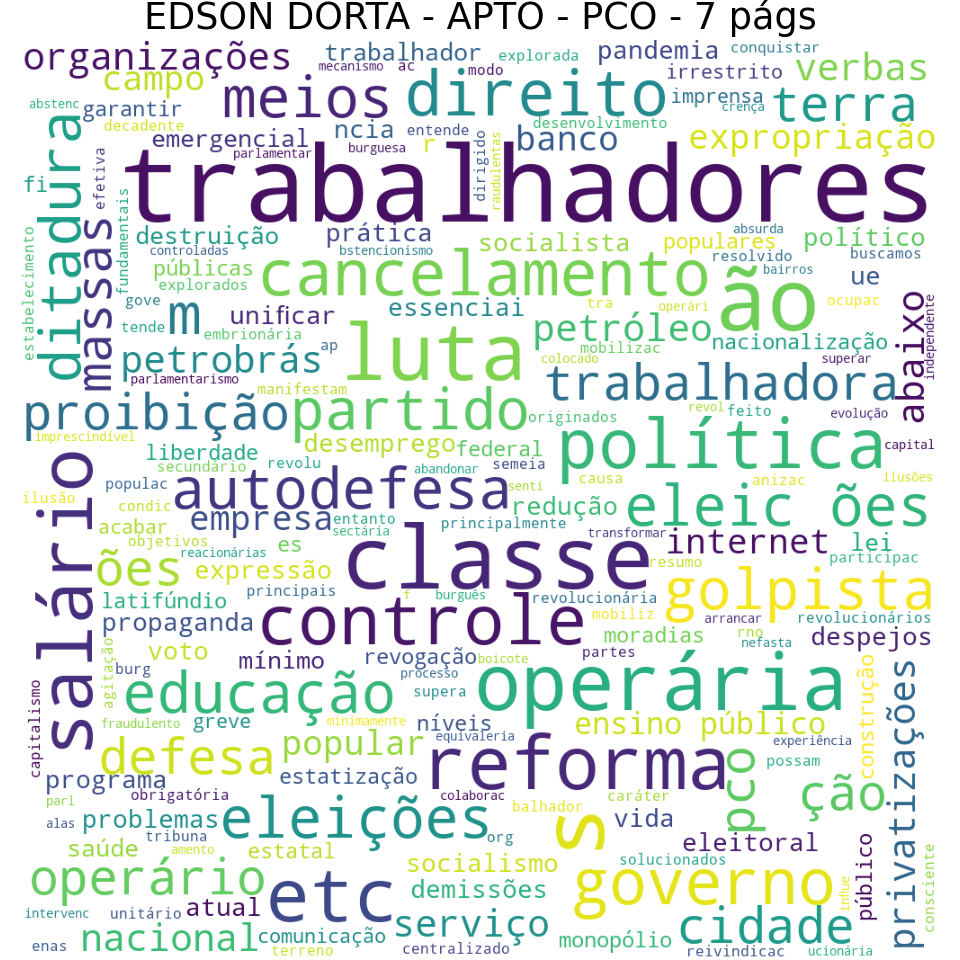 EDSON DORTA - APTO - PCO - 7 págs
organizações
trabalhador
explorada
pandemia
conquistar
mecanismo
ac
modo
campo
meios
direito
irrestrito
verbas
abstenc
garantir
imprensa
crença
terra
decadente
emergencial
ncia
entende
r
banco
desenvolvimento
expropriação
parlamentar
burguesa
dirigido
raudulentas
ditadura
fi
efetiva
trabalhadores
massas
fundamentais
destruição
prática
socialista
populares
absurda
político
controladas
bstencionismo
resolvido
buscamos
estabelecimento
públicas
explorados
cancelamento
bairros
ue
gove
m
unificar
essenciai
tra
operári
ão
ocupac
abaixo
independente
tende
embrionária
ap
luta
petróleo
nacionalização
petrobrás
mobilizac
colocado
superar
parlamentarismo
manifestam
trabalhadora
proibição
partido
originados
revol
feito
evolução
imprescindível
liberdade
desemprego
federal
política
capital
secundário
revolu
abandonar
semeia
causa
anizac
ilusões
salário
populac
autodefesa
senti
ilusão
condic
empresa
entanto
redução
eleic ões
acabar
sectária
principalmente
objetivos
reacionárias
es
classe
transformar
internet
lei
ões
expressão
resumo
participac
principais
f
burguês
revolucionária
golpista
latifúndio
controle
mobiliz
arrancar
revolucionários
propaganda
moradias
rno
nefasta
despejos
voto
mínimo
revogação
boicote
partes
agitação
burg
processo
supera
operária
construção
privatizações
capitalismo
educação
fraudulento
greve
minimamente
níveis
equivaleria
ensino público
experiência
defesa
popular
reforma
pco
possam
programa
estatização
obrigatória
colaborac
caráter
ção
parl
balhador
alas
problemas
eleições
org
s
vida
tribuna
eleitoral
saúde
amento
estatal
socialismo
solucionados
público
consciente
operário
etc
demissões
governo
influe
intervenc
unitário
atual
serviço
cidade
enas
nacional
comunicação
terreno
centralizado
monopólio
reivindicac
ucionária